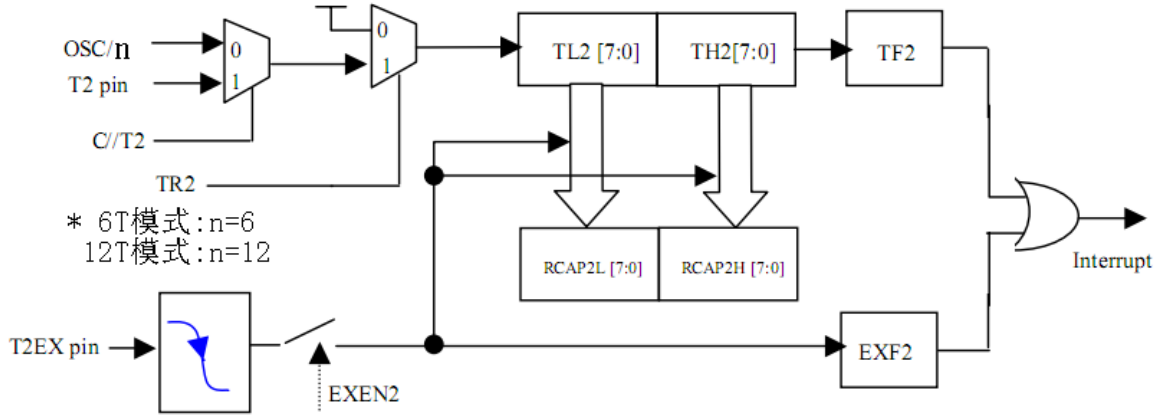 OSC/n
T2 pin
C//T2
TR2
0
1
0
1
TL2 [7:0]
TH2[7:0]
TF2
* 6T模式:n=6
12T模式:n=12
RCAP2L [7:0]
RCAP2H [7:0]
Interrupt
T2EX pin
EXEN2
EXF2